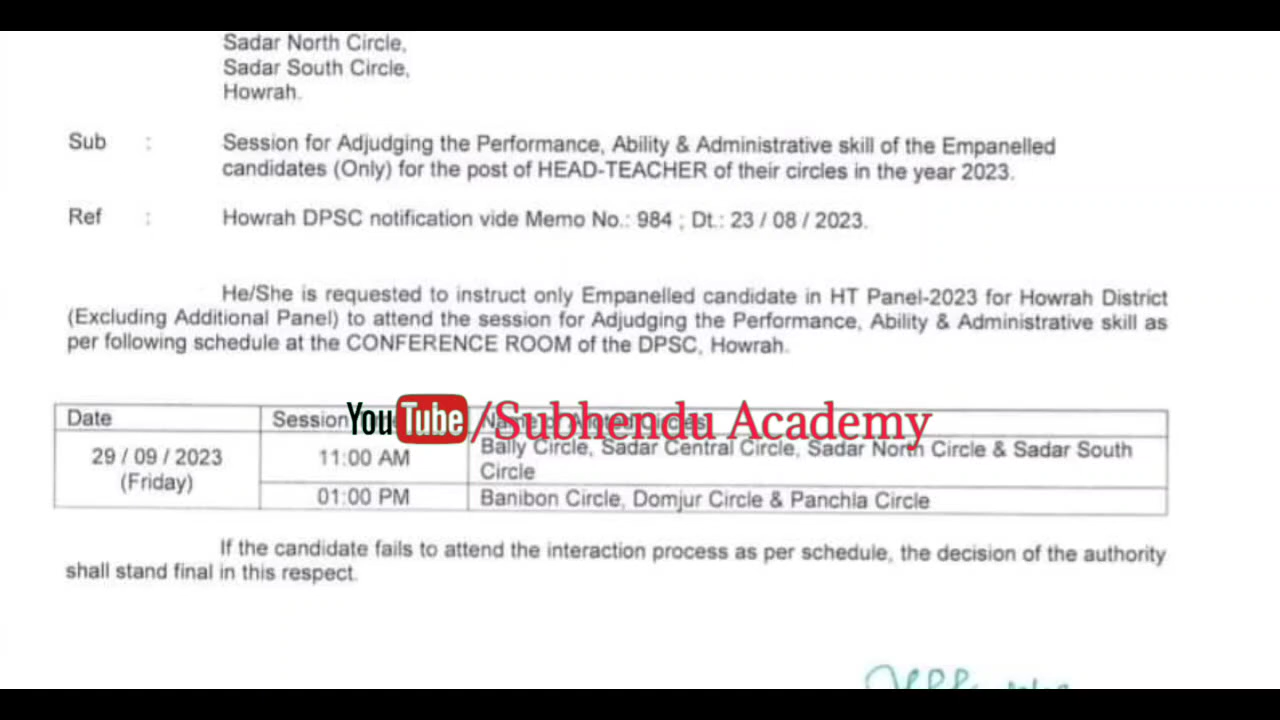 Sadar North Circle,
Sadar South Circle,
Howrah.
Sub : Session for Adjudging the Performance, Ability & Administrative skill of the Empanelled
candidates (Only) for the post of HEAD-TEACHER of their circles in the year 2023.
Ref : Howrah DPSC notification vide Memo No.: 984 ; Dt.: 23 / 08 / 2023.
He/She is requested to instruct only Empanelled candidate in HT Panel-2023 for Howrah District
(Excluding Additional Panel) to attend the session for Adjudging the Performance, Ability & Administrative skill as
per following schedule at the CONFERENCE ROOM of the DPSC, Howrah.
Date Session
YouTube/Subhendu Academy
29 / 09 / 2023
(Friday)
11:00 AM
Bally Circle, Sadar Central Circle, Sadar North Circle & Sadar South
Circle
01:00 PM
Banibon Circle, Domjur Circle & Panchla Circle
If the candidate fails to attend the interaction process as per schedule, the decision of the authority
shall stand final in this respect.